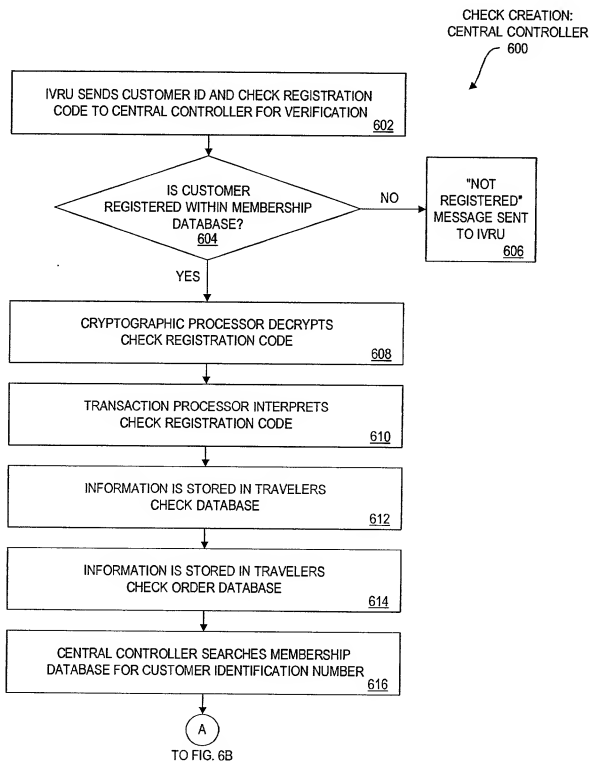 CHECK CREATION:
CENTRAL CONTROLLER
600
IVRU SENDS CUSTOMER ID AND CHECK REGISTRATION
CODE TO CENTRAL CONTROLLER FOR VERIFICATION
602
IS CUSTOMER
REGISTERED WITHIN MEMBERSHIP
DATABASE?
604
NO
"NOT
REGISTERED"
MESSAGE SENT
TO IVRU
606
YES
CRYPTOGRAPHIC PROCESSOR DECRYPTS
CHECK REGISTRATION CODE
608
TRANSACTION PROCESSOR INTERPRETS
CHECK REGISTRATION CODE
610
INFORMATION IS STORED IN TRAVELERS
CHECK DATABASE
612
INFORMATION IS STORED IN TRAVELERS
CHECK ORDER DATABASE
614
CENTRAL CONTROLLER SEARCHES MEMBERSHIP
DATABASE FOR CUSTOMER IDENTIFICATION NUMBER
616
A
TO FIG. 6B